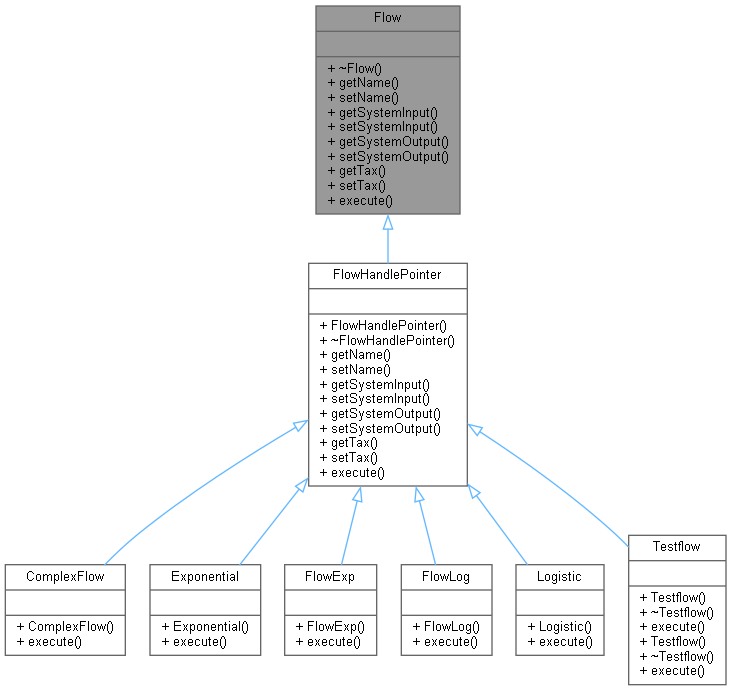 Flow
+ ~Flow()
+ getName()
+ setName()
+ getSystemInput()
+ setSystemInput()
+ getSystemOutput()
+ setSystemOutput()
+ getTax()
+ setTax()
+ execute()
FlowHandlePointer
+ FlowHandlePointer()
+ ~FlowHandlePointer()
+ getName()
+ setName()
+ getSystemInput()
+ setSystemInput()
+ getSystemOutput()
+ setSystemOutput()
+ getTax()
+ setTax()
+ execute()
ComplexFlow
+ ComplexFlow()
+ execute()
Exponential
+ Exponential()
+ execute()
FlowExp
+ FlowExp()
+ execute()
FlowLog
+ FlowLog()
+ execute()
Logistic
+ Logistic()
+ execute()
Testflow
+ Testflow()
+ ~Testflow()
+ execute()
+ Testflow()
+ ~Testflow()
+ execute()